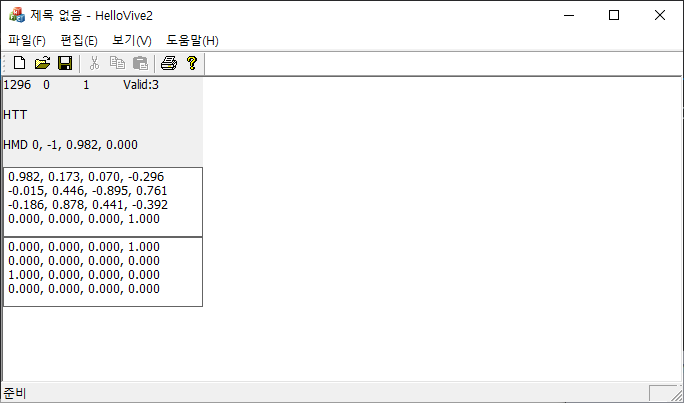 제목 없음 - HelloVive2
파일(F) 편집(E) 보기(V) 도움말(H)
1296 0 1 Valid:3
HTT
HMD 0, -1, 0.982, 0.000
0.982, 0.173, 0.070, -0.296
-0.015, 0.446, -0.895, 0.761
-0.186, 0.878, 0.441, -0.392
0.000, 0.000, 0.000, 1.000
0.000, 0.000, 0.000, 1.000
0.000, 0.000, 0.000, 0.000
1.000, 0.000, 0.000, 0.000
0.000, 0.000, 0.000, 0.000
준비